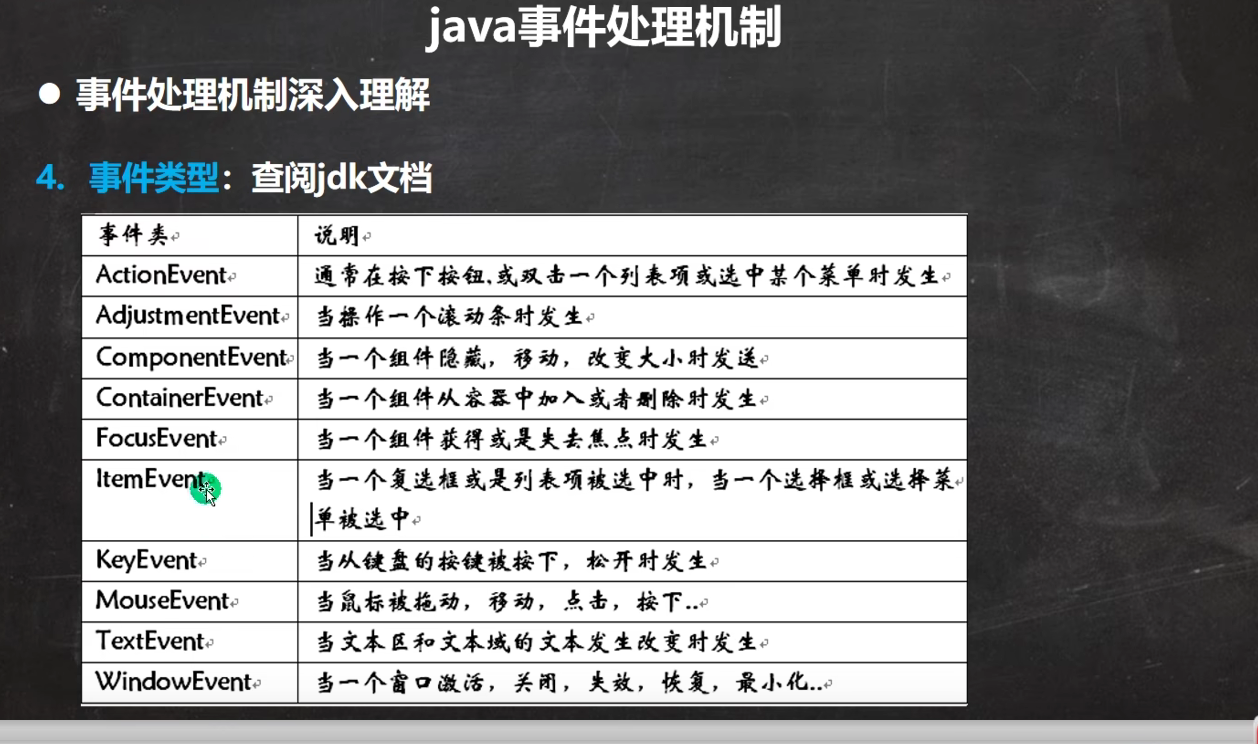 java事件处理机制
● 事件处理机制深入理解
4. 事件类型：查阅jdk文档
事件类 说明
ActionEvent 通常在按下按钮,或双击一个列表项或选中某个菜单时发生
AdjustmentEvent 当操作一个滚动条时发生
ComponentEvent 当一个组件隐藏，移动，改变大小时发送
ContainerEvent 当一个组件从容器中加入或者删除时发生
FocusEvent 当一个组件获得或是失去焦点时发生
ItemEvent 当一个复选框或是列表项被选中时，当一个选择框或选择菜
单被选中
KeyEvent 当从键盘的按键被按下，松开时发生
MouseEvent 当鼠标被拖动，移动，点击，按下..
TextEvent 当文本区和文本域的文本发生改变时发生
WindowEvent 当一个窗口激活，关闭，失效，恢复，最小化..